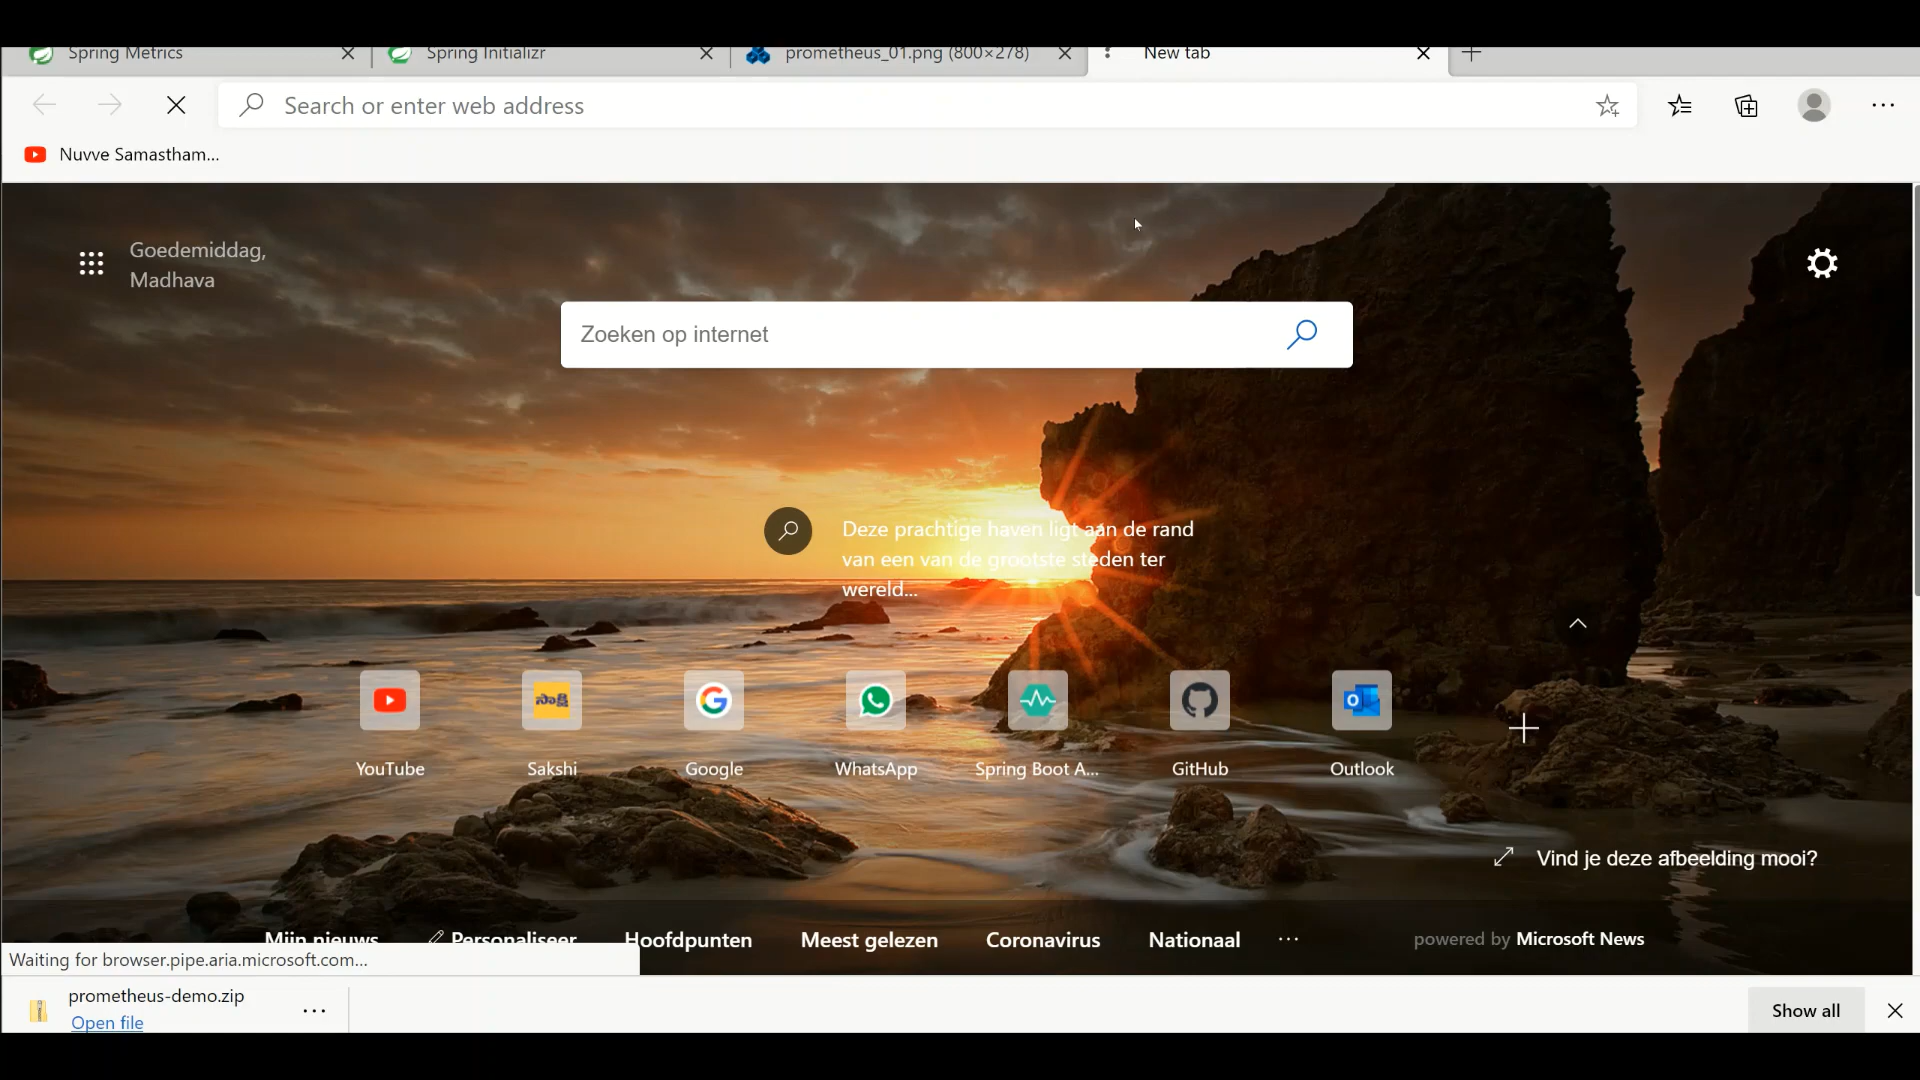 Spring Metrics
Spring Initializr
prometheus_01.png (800×278)
New tab
Search or enter web address
Nuvve Samastham...
Goedemiddag,
Madhava
Zoeken op internet
Deze prachtige haven ligt aan de rand
van een van de grootste steden ter
wereld...
సాక్షి
YouTube
Sakshi
Google
WhatsApp
Spring Boot A...
GitHub
Outlook
Vind je deze afbeelding mooi?
Mijn nieuws
Personaliseer
Hoofdpunten
Meest gelezen
Coronavirus
Nationaal
powered by Microsoft News
Waiting for browser.pipe.aria.microsoft.com...
prometheus-demo.zip
Open file
Show all